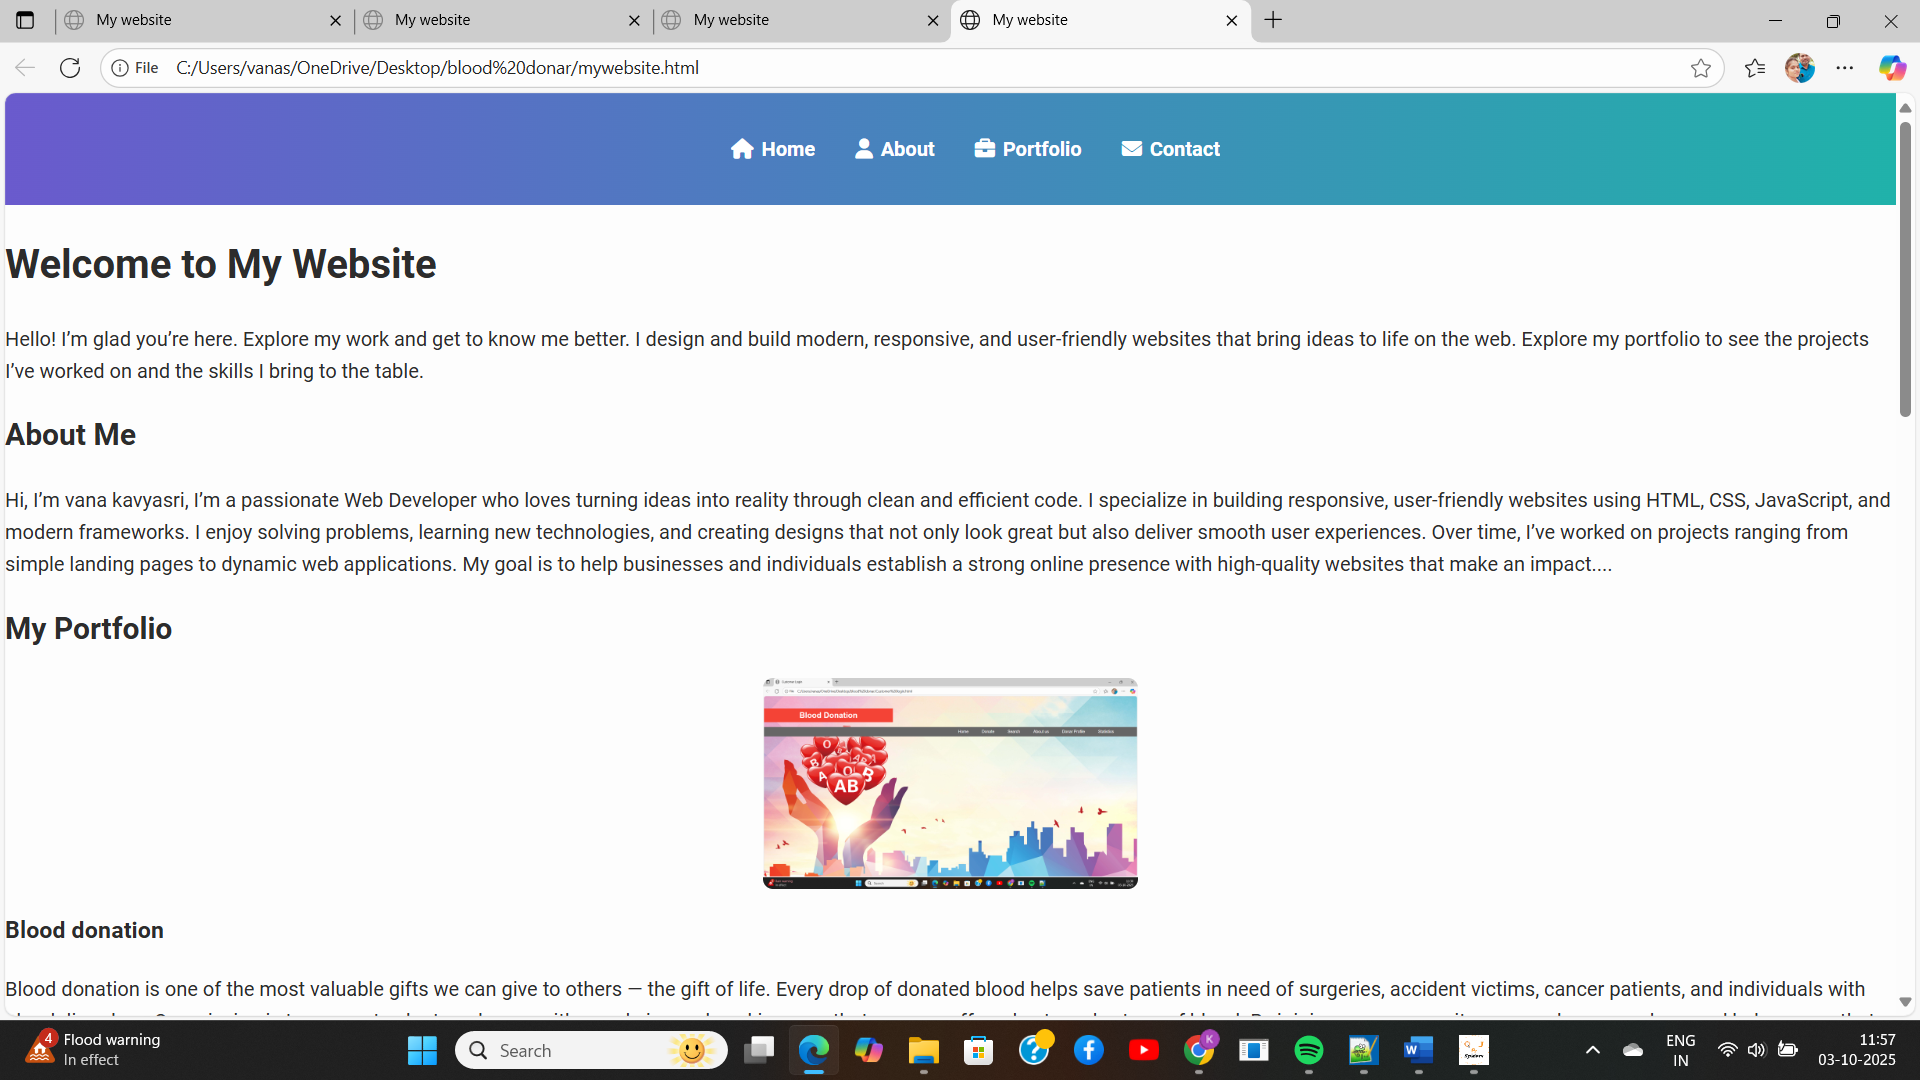 My website
My website
My website
My website
File C:/Users/vanas/OneDrive/Desktop/blood%20donar/mywebsite.html
Home About Portfolio Contact
Welcome to My Website
Hello! I’m glad you’re here. Explore my work and get to know me better. I design and build modern, responsive, and user-friendly websites that bring ideas to life on the web. Explore my portfolio to see the projects
I’ve worked on and the skills I bring to the table.
About Me
Hi, I’m vana kavyasri, I’m a passionate Web Developer who loves turning ideas into reality through clean and efficient code. I specialize in building responsive, user-friendly websites using HTML, CSS, JavaScript, and
modern frameworks. I enjoy solving problems, learning new technologies, and creating designs that not only look great but also deliver smooth user experiences. Over time, I’ve worked on projects ranging from
simple landing pages to dynamic web applications. My goal is to help businesses and individuals establish a strong online presence with high-quality websites that make an impact....
My Portfolio
Blood Donation
Home Donate Search About us Donor Profile Statistics
O
B
A O B
AB
Blood donation
Blood donation is one of the most valuable gifts we can give to others — the gift of life. Every drop of donated blood helps save patients in need of surgeries, accident victims, cancer patients, and individuals with
4 Flood warning
In effect
Search
K
W
ENG
IN
11:57
03-10-2025